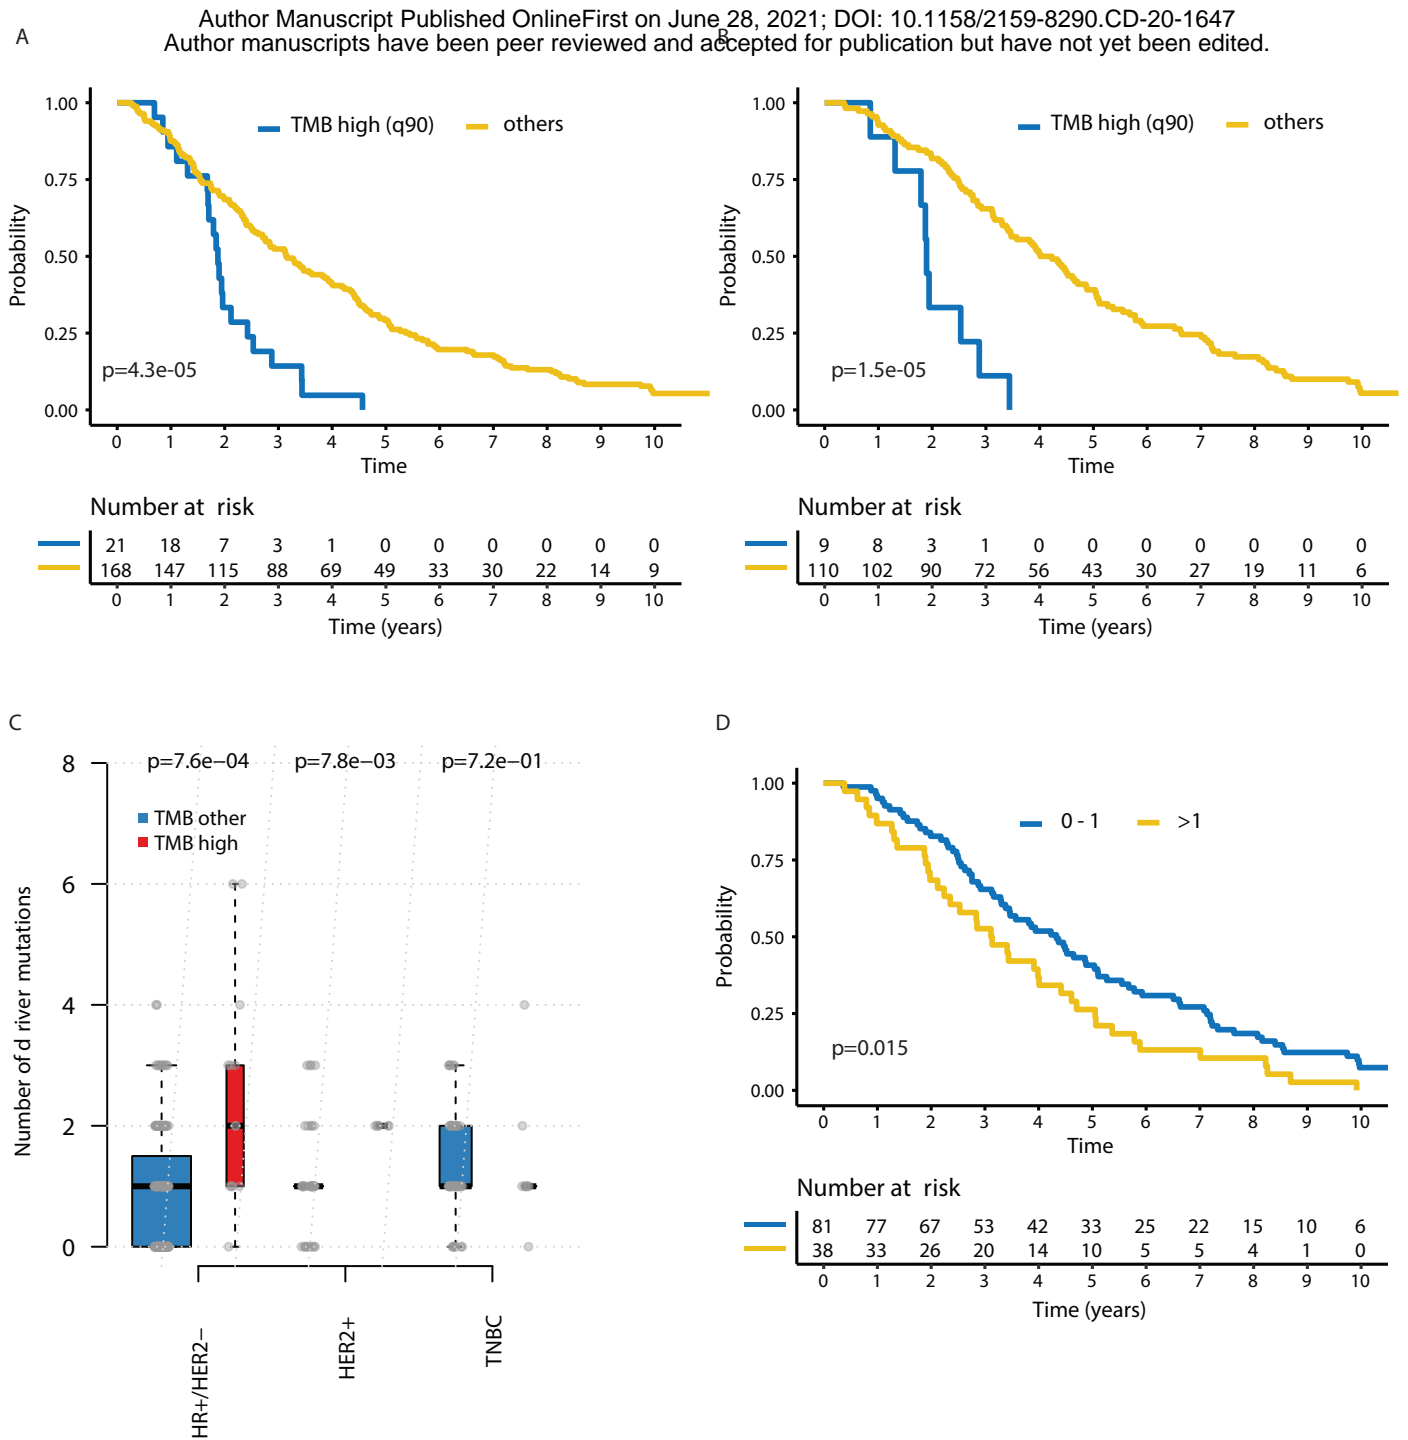 Author Manuscript Published OnlineFirst on June 28, 2021; DOI: 10.1158/2159-8290.CD-20-1647
Author manuscripts have been peer reviewed and accepted for publication but have not yet been edited.
A
B
1.00
0.75
0.50
0.25
0.00
Probability
TMB high (q90) others
p=4.3e-05
0 1 2 3 4 5 6 7 8 9 10
Time
Number at risk
21 18 7 3 1 0 0 0 0 0 0
168 147 115 88 69 49 33 30 22 14 9
0 1 2 3 4 5 6 7 8 9 10
Time (years)
1.00
0.75
0.50
0.25
0.00
Probability
TMB high (q90) others
p=1.5e-05
0 1 2 3 4 5 6 7 8 9 10
Time
Number at risk
9 8 3 1 0 0 0 0 0 0 0
110 102 90 72 56 43 30 27 19 11 6
0 1 2 3 4 5 6 7 8 9 10
Time (years)
C
8
6
4
2
0
Number of d river mutations
p=7.6e−04 p=7.8e−03 p=7.2e−01
TMB other
TMB high
HR+/HER2−
HER2+
TNBC
D
1.00
0.75
0.50
0.25
0.00
Probability
0 - 1 >1
p=0.015
0 1 2 3 4 5 6 7 8 9 10
Time
Number at risk
81 77 67 53 42 33 25 22 15 10 6
38 33 26 20 14 10 5 5 4 1 0
0 1 2 3 4 5 6 7 8 9 10
Time (years)